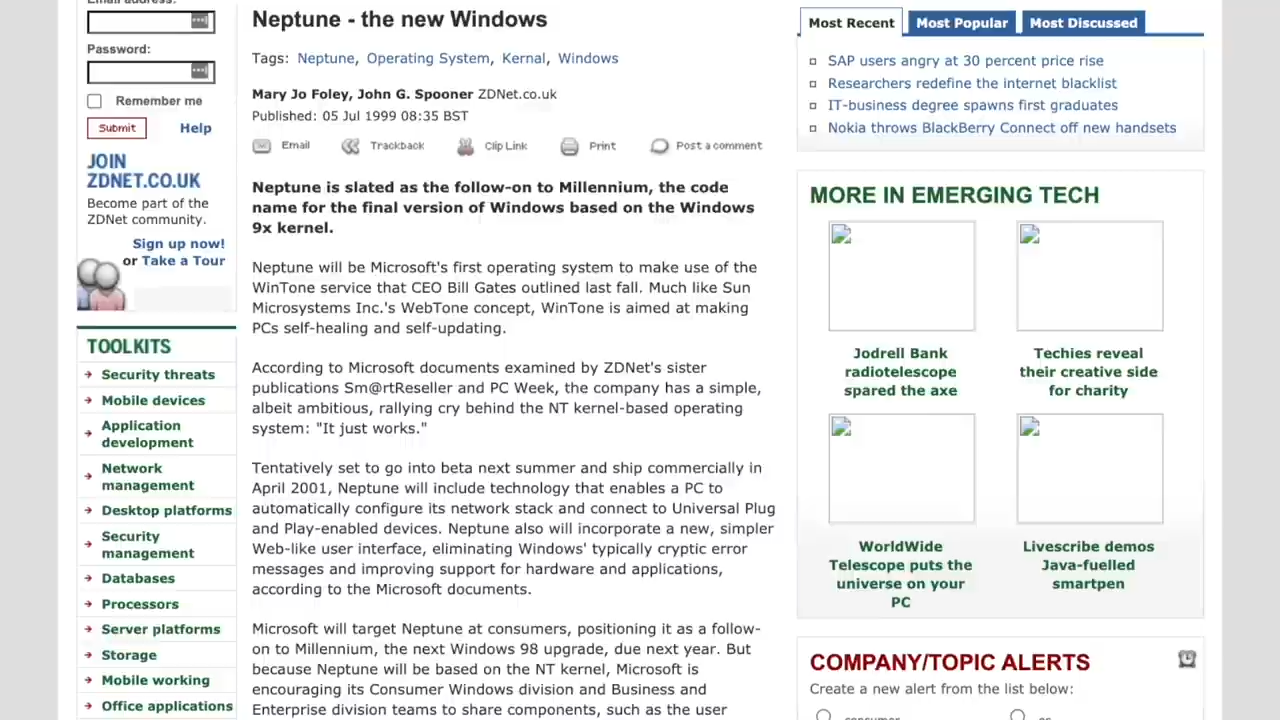 Email address:
Password:
Remember me
Submit
Help
JOIN
ZDNET.CO.UK
Become part of the
ZDNet community.
Sign up now!
or Take a Tour
TOOLKITS
Security threats
Mobile devices
Application
development
Network
management
Desktop platforms
Security
management
Databases
Processors
Server platforms
Storage
Mobile working
Office applications
Neptune - the new Windows
Tags: Neptune, Operating System, Kernal, Windows
Mary Jo Foley, John G. Spooner ZDNet.co.uk
Published: 05 Jul 1999 08:35 BST
Email Trackback Clip Link Print Post a comment
Neptune is slated as the follow-on to Millennium, the code
name for the final version of Windows based on the Windows
9x kernel.
Neptune will be Microsoft's first operating system to make use of the
WinTone service that CEO Bill Gates outlined last fall. Much like Sun
Microsystems Inc.'s WebTone concept, WinTone is aimed at making
PCs self-healing and self-updating.
According to Microsoft documents examined by ZDNet's sister
publications Sm@rtReseller and PC Week, the company has a simple,
albeit ambitious, rallying cry behind the NT kernel-based operating
system: "It just works."
Tentatively set to go into beta next summer and ship commercially in
April 2001, Neptune will include technology that enables a PC to
automatically configure its network stack and connect to Universal Plug
and Play-enabled devices. Neptune also will incorporate a new, simpler
Web-like user interface, eliminating Windows' typically cryptic error
messages and improving support for hardware and applications,
according to the Microsoft documents.
Microsoft will target Neptune at consumers, positioning it as a follow-
on to Millennium, the next Windows 98 upgrade, due next year. But
because Neptune will be based on the NT kernel, Microsoft is
encouraging its Consumer Windows division and Business and
Enterprise division teams to share components, such as the user
Most Recent Most Popular Most Discussed
SAP users angry at 30 percent price rise
Researchers redefine the internet blacklist
IT-business degree spawns first graduates
Nokia throws BlackBerry Connect off new handsets
MORE IN EMERGING TECH
Jodrell Bank
radiotelescope
spared the axe
Techies reveal
their creative side
for charity
WorldWide
Telescope puts the
universe on your
PC
Livescribe demos
Java-fuelled
smartpen
COMPANY/TOPIC ALERTS
Create a new alert from the list below:
consumer os